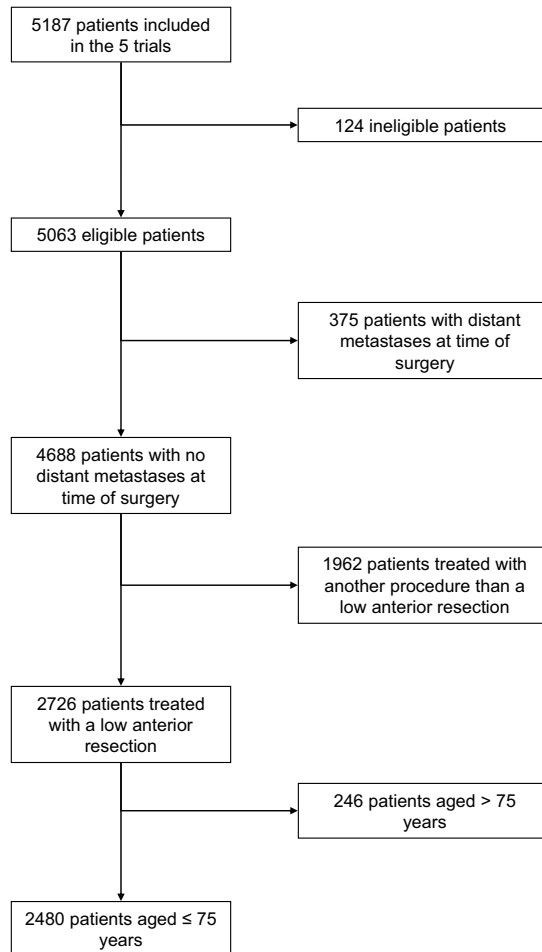 5187 patients included
in the 5 trials
124 ineligible patients
5063 eligible patients
375 patients with distant
metastases at time of
surgery
4688 patients with no
distant metastases at
time of surgery
1962 patients treated with
another procedure than a
low anterior resection
2726 patients treated
with a low anterior
resection
246 patients aged > 75
years
2480 patients aged ≤ 75
years